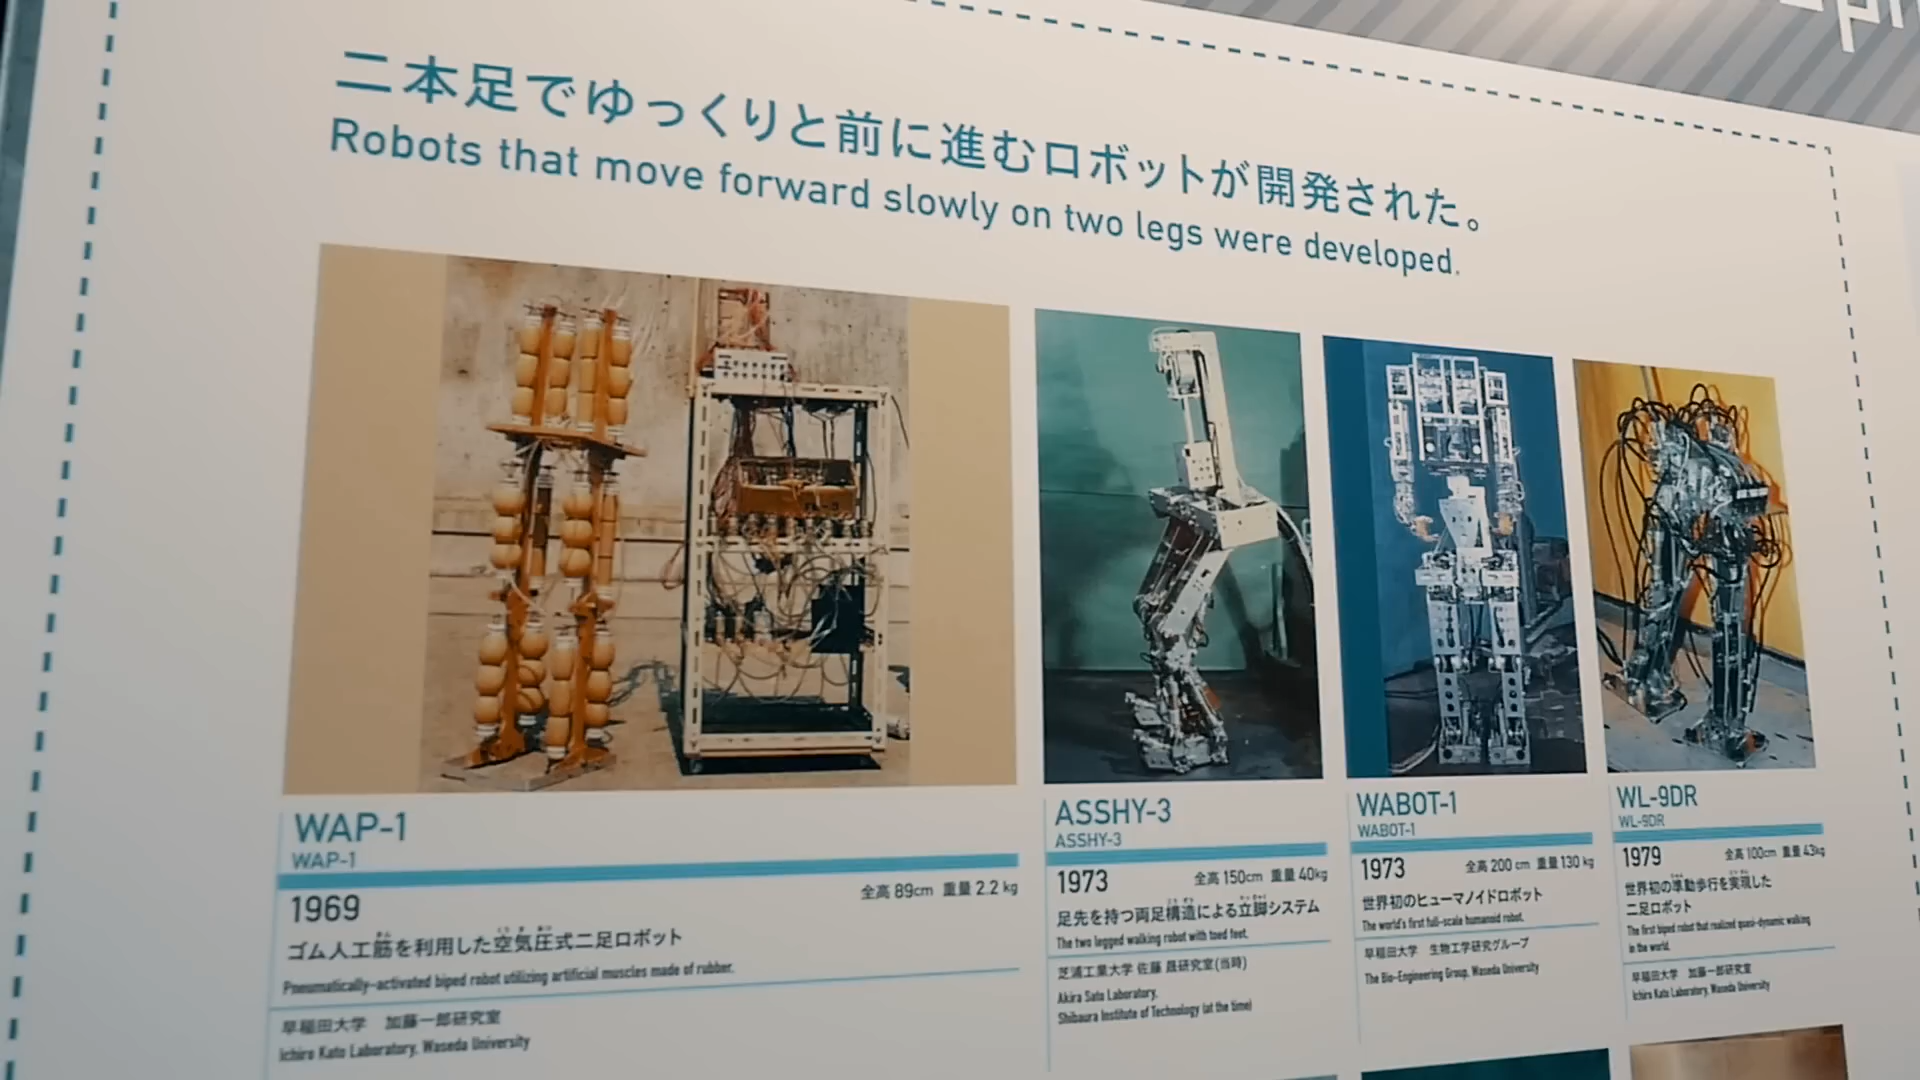 二本足でゆっくりと前に進むロボットが開発された。
Robots that move forward slowly on two legs were developed.
WAP-1
WAP-1
1969
全高 89cm 重量 2.2 kg
ゴム人工筋を利用した空気圧式二足ロボット
Pneumatically-activated biped robot utilizing artificial muscles made of rubber.
早稲田大学 加藤一郎研究室
Ichiro Kato Laboratory, Waseda University
ASSHY-3
ASSHY-3
1973
全高 150cm 重量 40kg
足先を持つ両足構造による立脚システム
The two legged walking robot with toed feet.
芝浦工業大学 佐藤 晟研究室(当時)
Akira Sato Laboratory,
Shibaura Institute of Technology (at the time)
WABOT-1
WABOT-1
1973
全高 200 cm 重量 130 kg
世界初のヒューマノイドロボット
The world's first full-scale humanoid robot.
早稲田大学 生物工学研究グループ
The Bio-Engineering Group, Waseda University
WL-9DR
WL-9DR
1979
全高 100cm 重量 43kg
世界初の準動歩行を実現した
二足ロボット
The first biped robot that realized quasi-dynamic walking
in the world.
早稲田大学 加藤一郎研究室
Ichiro Kato Laboratory, Waseda University